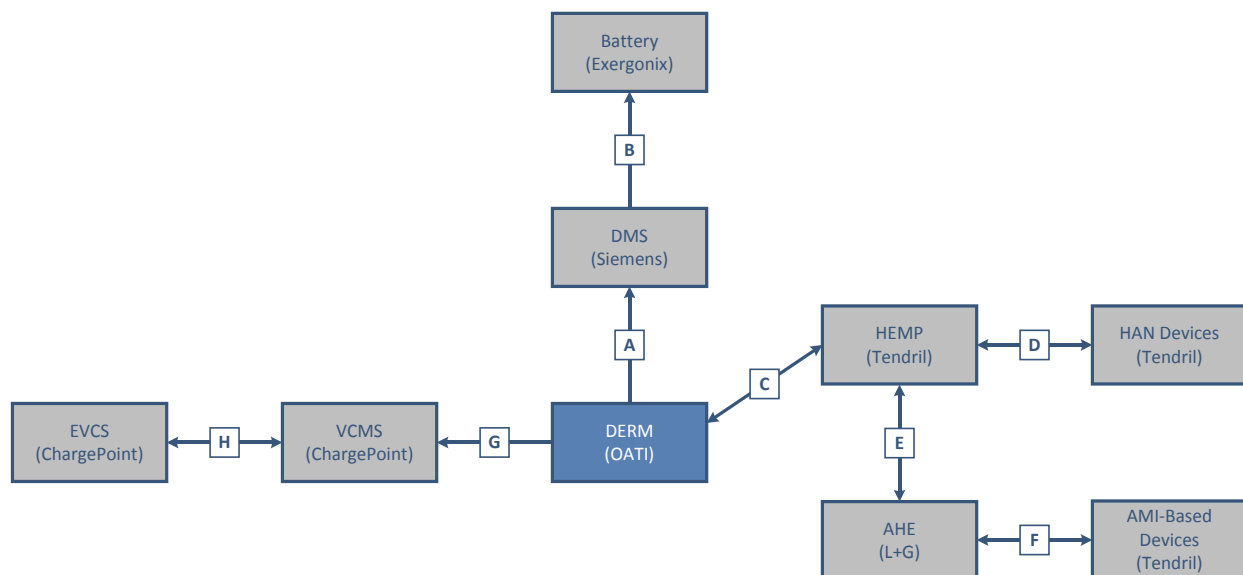 Battery
(Exergonix)
B
DMS
(Siemens)
A
HEMP
(Tendril)
D
HAN Devices
(Tendril)
C
EVCS
(ChargePoint)
H
VCMS
(ChargePoint)
G
DERM
(OATI)
E
AHE
(L+G)
F
AMI-Based
Devices
(Tendril)